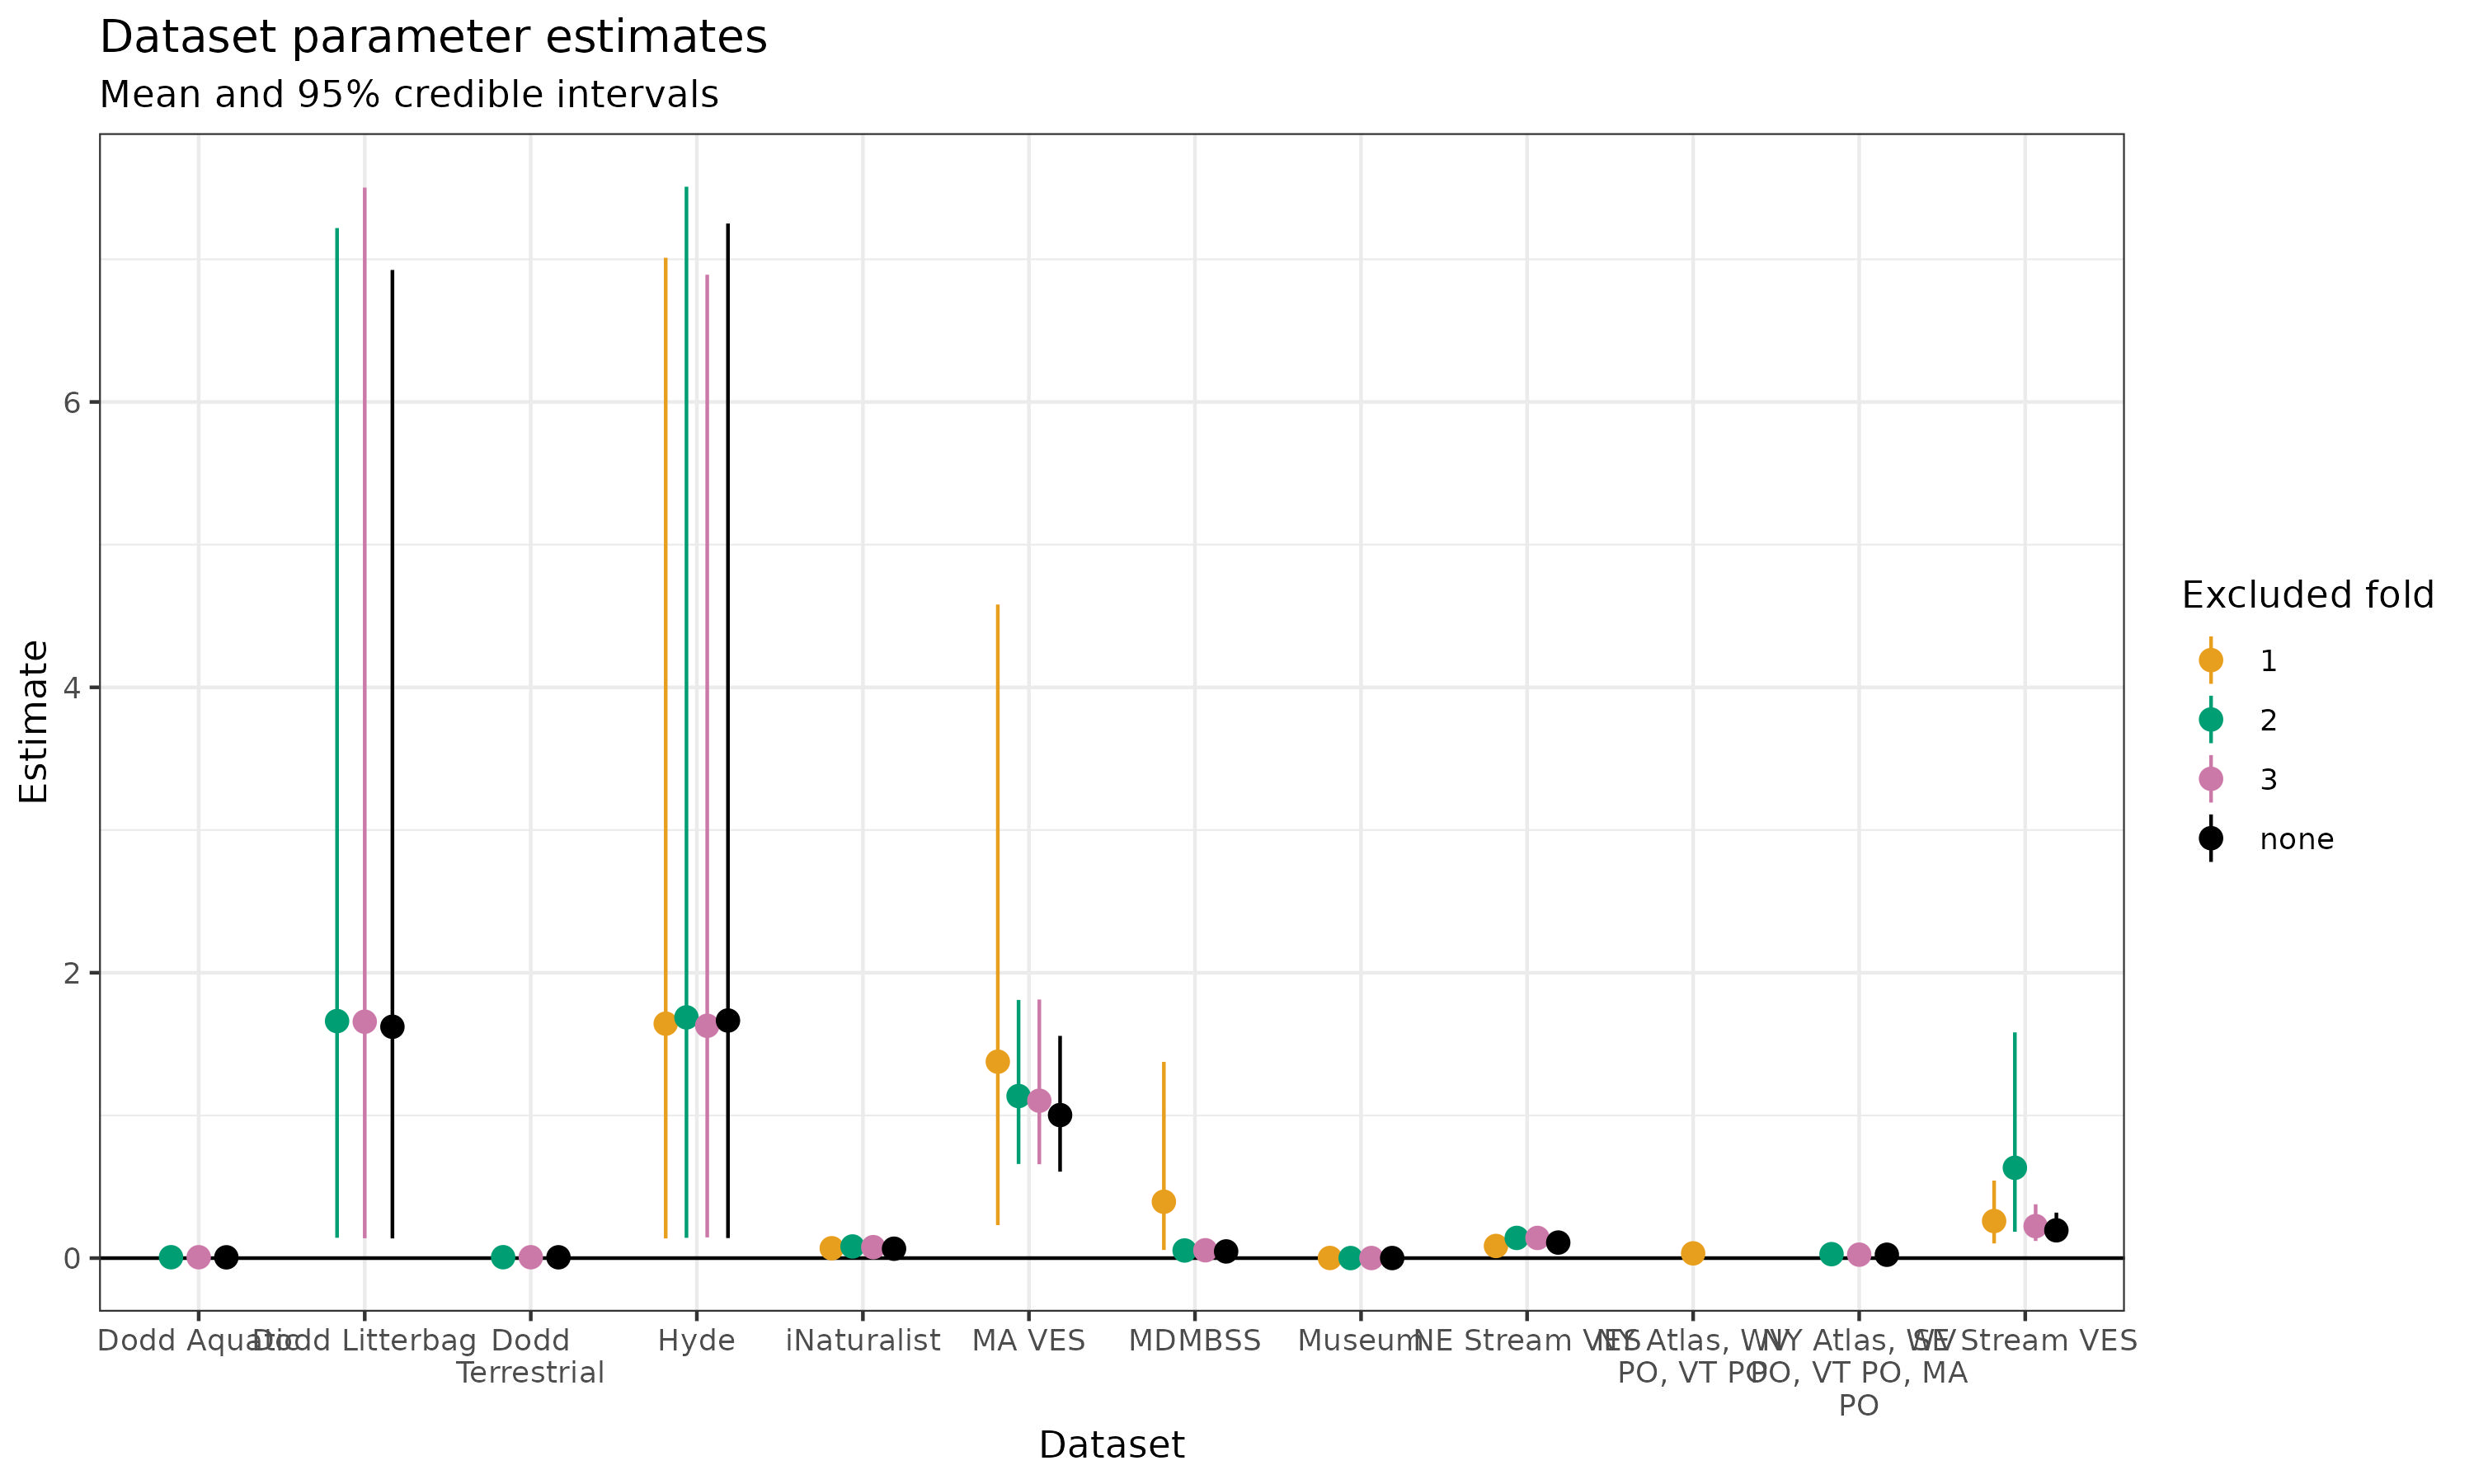 Dataset parameter estimates
Mean and 95% credible intervals
Estimate
6
4
2
0
Dodd Aquatic
Dodd Litterbag
Dodd
Terrestrial
Hyde
iNaturalist
MA VES
MDMBSS
Museum
NE Stream VES
NY Atlas, WV
PO, VT PO
NY Atlas, WV
PO, VT PO, MA
PO
SE Stream VES
Dataset
Excluded fold
1
2
3
none